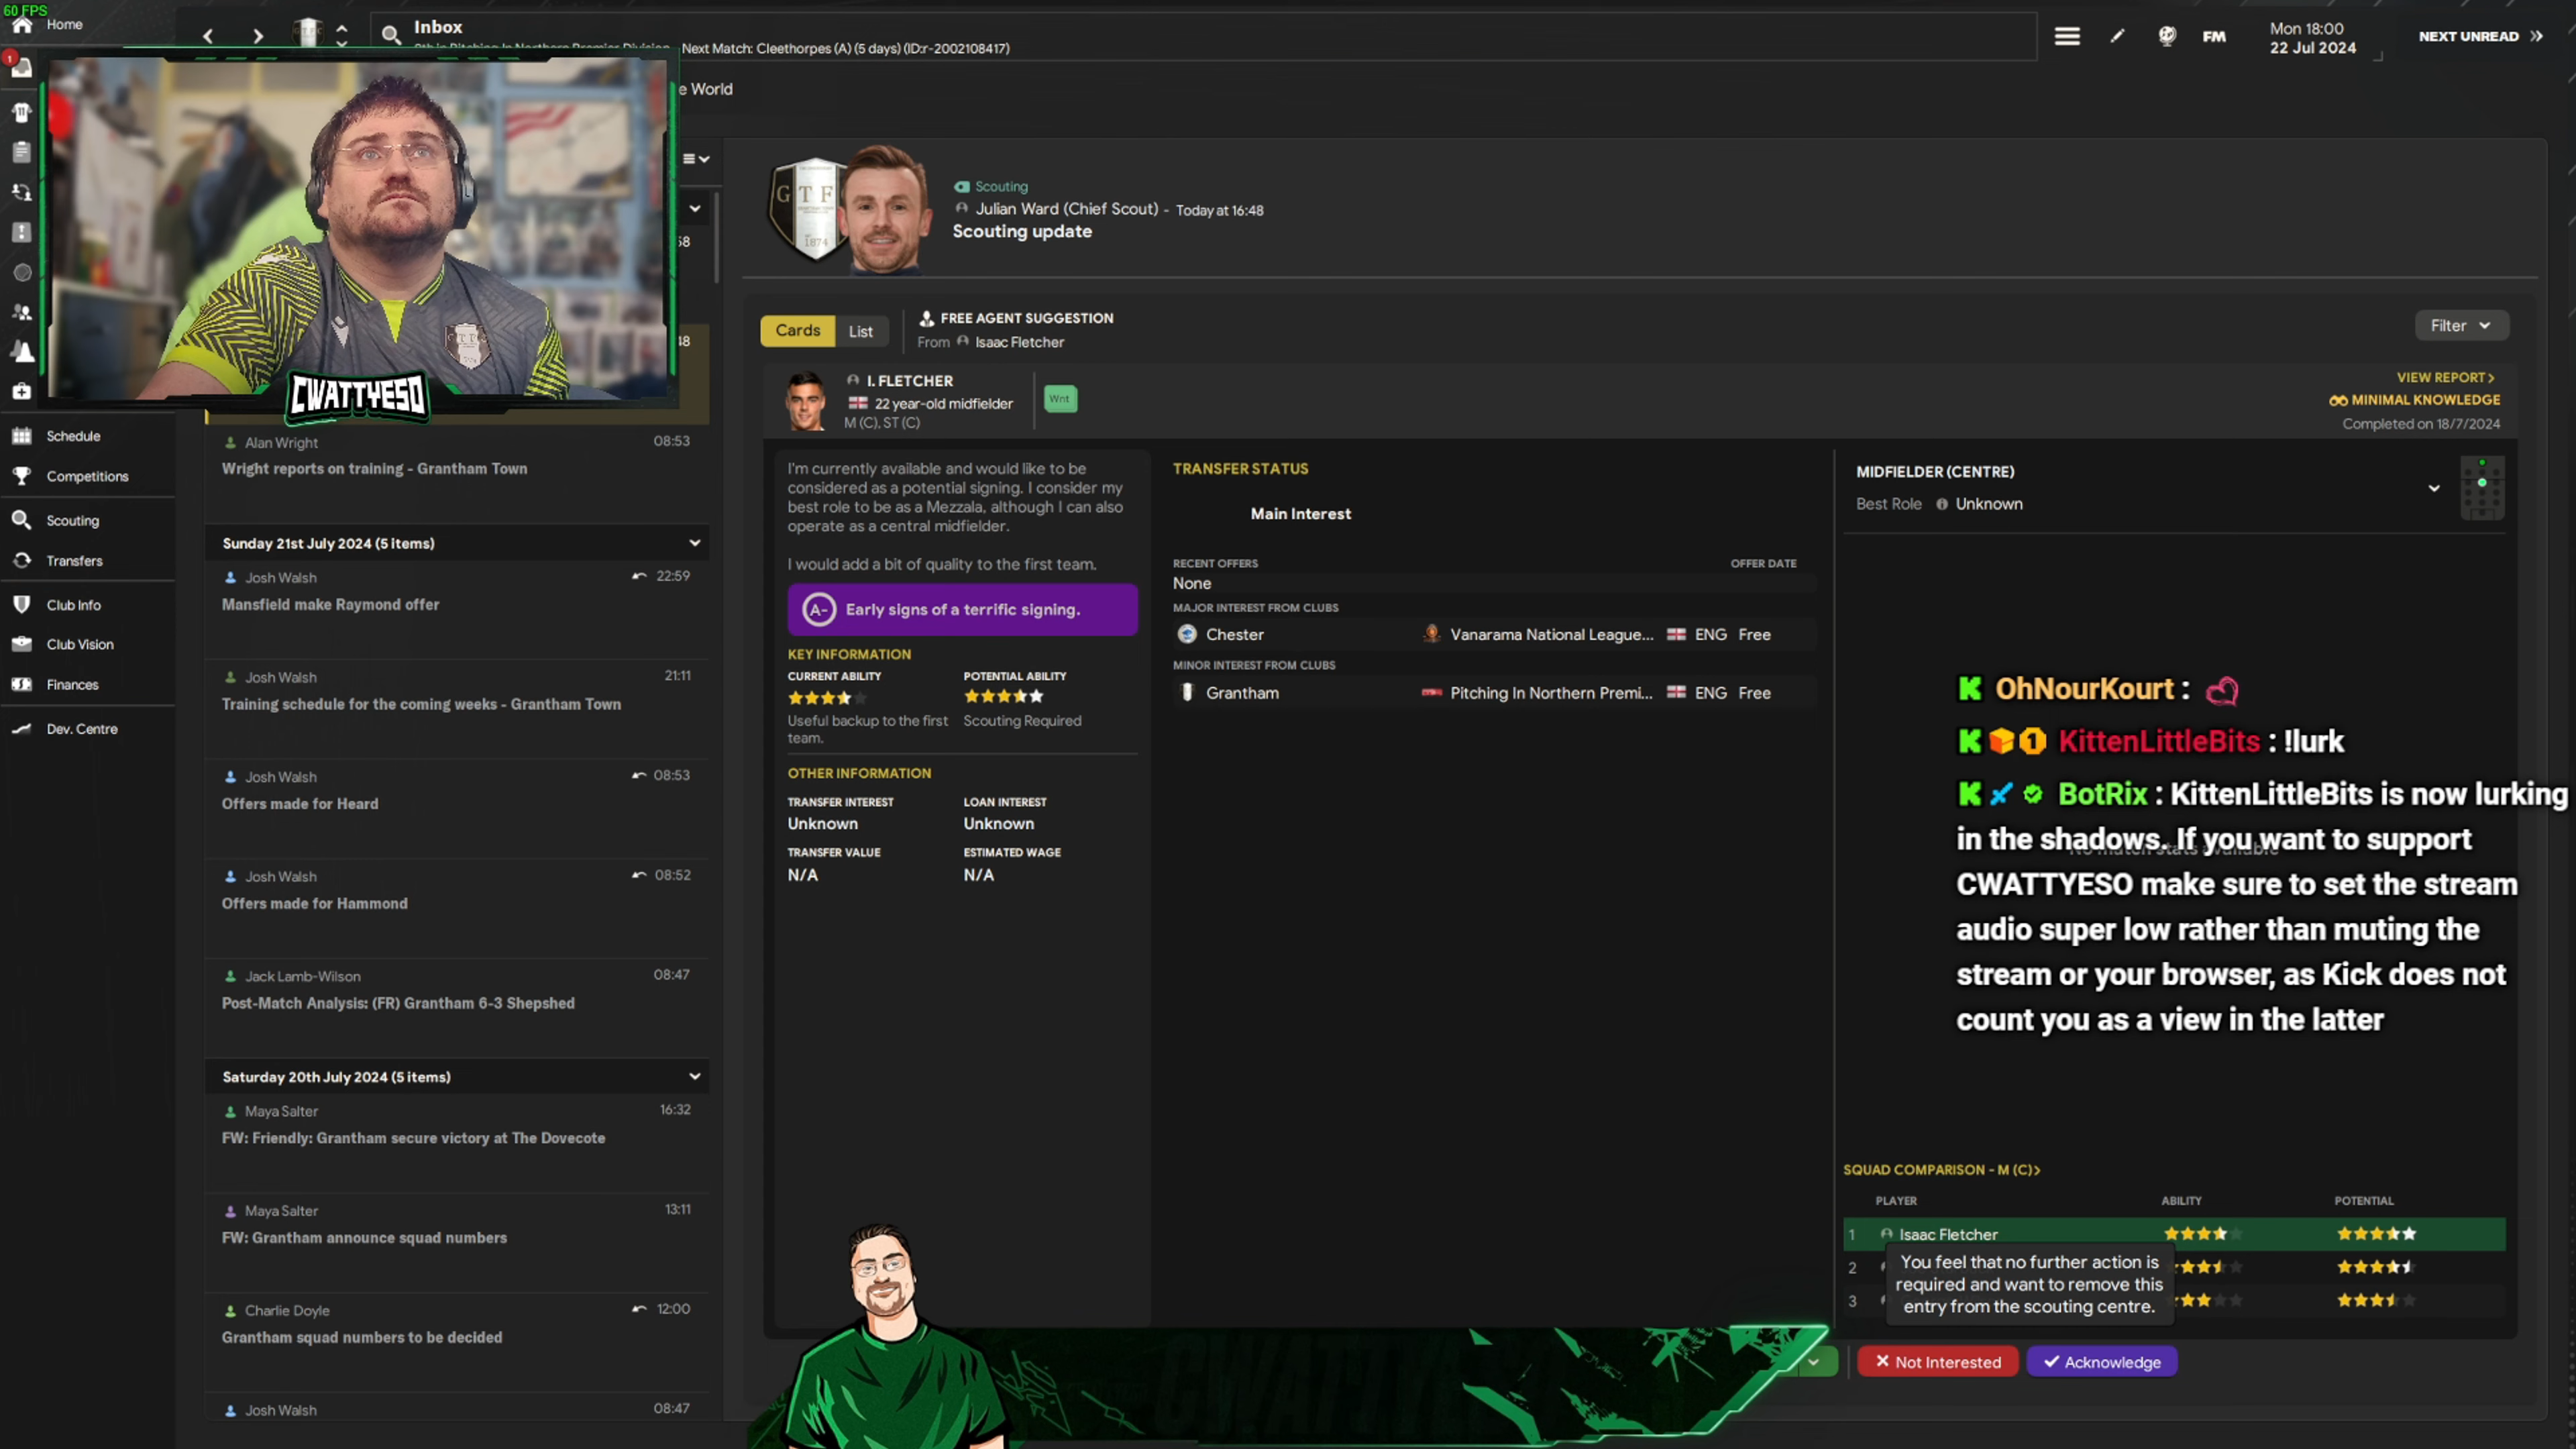 60 FPS
Home
Inbox
Next Match: Cleethorpes (A) (5 days) (ID:r-2002108417)
FM
Mon 18:00
22 Jul 2024
NEXT UNREAD
1
e World
CWATTYESO
Schedule
Competitions
Scouting
Transfers
Club Info
Club Vision
Finances
Dev. Centre
58
48
Alan Wright 08:53
Wright reports on training - Grantham Town
Sunday 21st July 2024 (5 items)
Josh Walsh 22:59
Mansfield make Raymond offer
Josh Walsh 21:11
Training schedule for the coming weeks - Grantham Town
Josh Walsh 08:53
Offers made for Heard
Josh Walsh 08:52
Offers made for Hammond
Jack Lamb-Wilson 08:47
Post-Match Analysis: (FR) Grantham 6-3 Shepshed
Saturday 20th July 2024 (5 items)
Maya Salter 16:32
FW: Friendly: Grantham secure victory at The Dovecote
Maya Salter 13:11
FW: Grantham announce squad numbers
Charlie Doyle 12:00
Grantham squad numbers to be decided
Josh Walsh 08:47
GTF
1874
Scouting
Julian Ward (Chief Scout) - Today at 16:48
Scouting update
Cards List
FREE AGENT SUGGESTION
From Isaac Fletcher
Filter
I. FLETCHER
22 year-old midfielder
M (C), ST (C)
Wnt
VIEW REPORT >
MINIMAL KNOWLEDGE
Completed on 18/7/2024
I'm currently available and would like to be
considered as a potential signing. I consider my
best role to be as a Mezzala, although I can also
operate as a central midfielder.
I would add a bit of quality to the first team.
A- Early signs of a terrific signing.
KEY INFORMATION
CURRENT ABILITY POTENTIAL ABILITY
Useful backup to the first Scouting Required
team.
OTHER INFORMATION
TRANSFER INTEREST LOAN INTEREST
Unknown Unknown
TRANSFER VALUE ESTIMATED WAGE
N/A N/A
TRANSFER STATUS
Main Interest
RECENT OFFERS OFFER DATE
None
MAJOR INTEREST FROM CLUBS
Chester Vanarama National League... ENG Free
MINOR INTEREST FROM CLUBS
Grantham Pitching In Northern Premi... ENG Free
MIDFIELDER (CENTRE)
Best Role Unknown
OhNourKourt :
1 KittenLittleBits : !lurk
BotRix : KittenLittleBits is now lurking
in the shadows. If you want to support
CWATTYESO make sure to set the stream
audio super low rather than muting the
stream or your browser, as Kick does not
count you as a view in the latter
SQUAD COMPARISON - M (C) >
PLAYER ABILITY POTENTIAL
1 Isaac Fletcher
2
3
You feel that no further action is
required and want to remove this
entry from the scouting centre.
Not Interested
Acknowledge